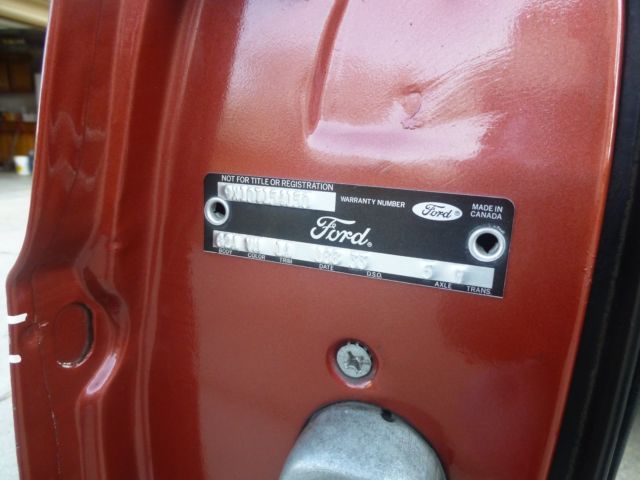 NOT FOR TITLE OR REGISTRATION
WARRANTY NUMBER
Ford
MADE IN
CANADA
Ford
BODY COLOR TRIM DATE D.S.O. AXLE TRANS.